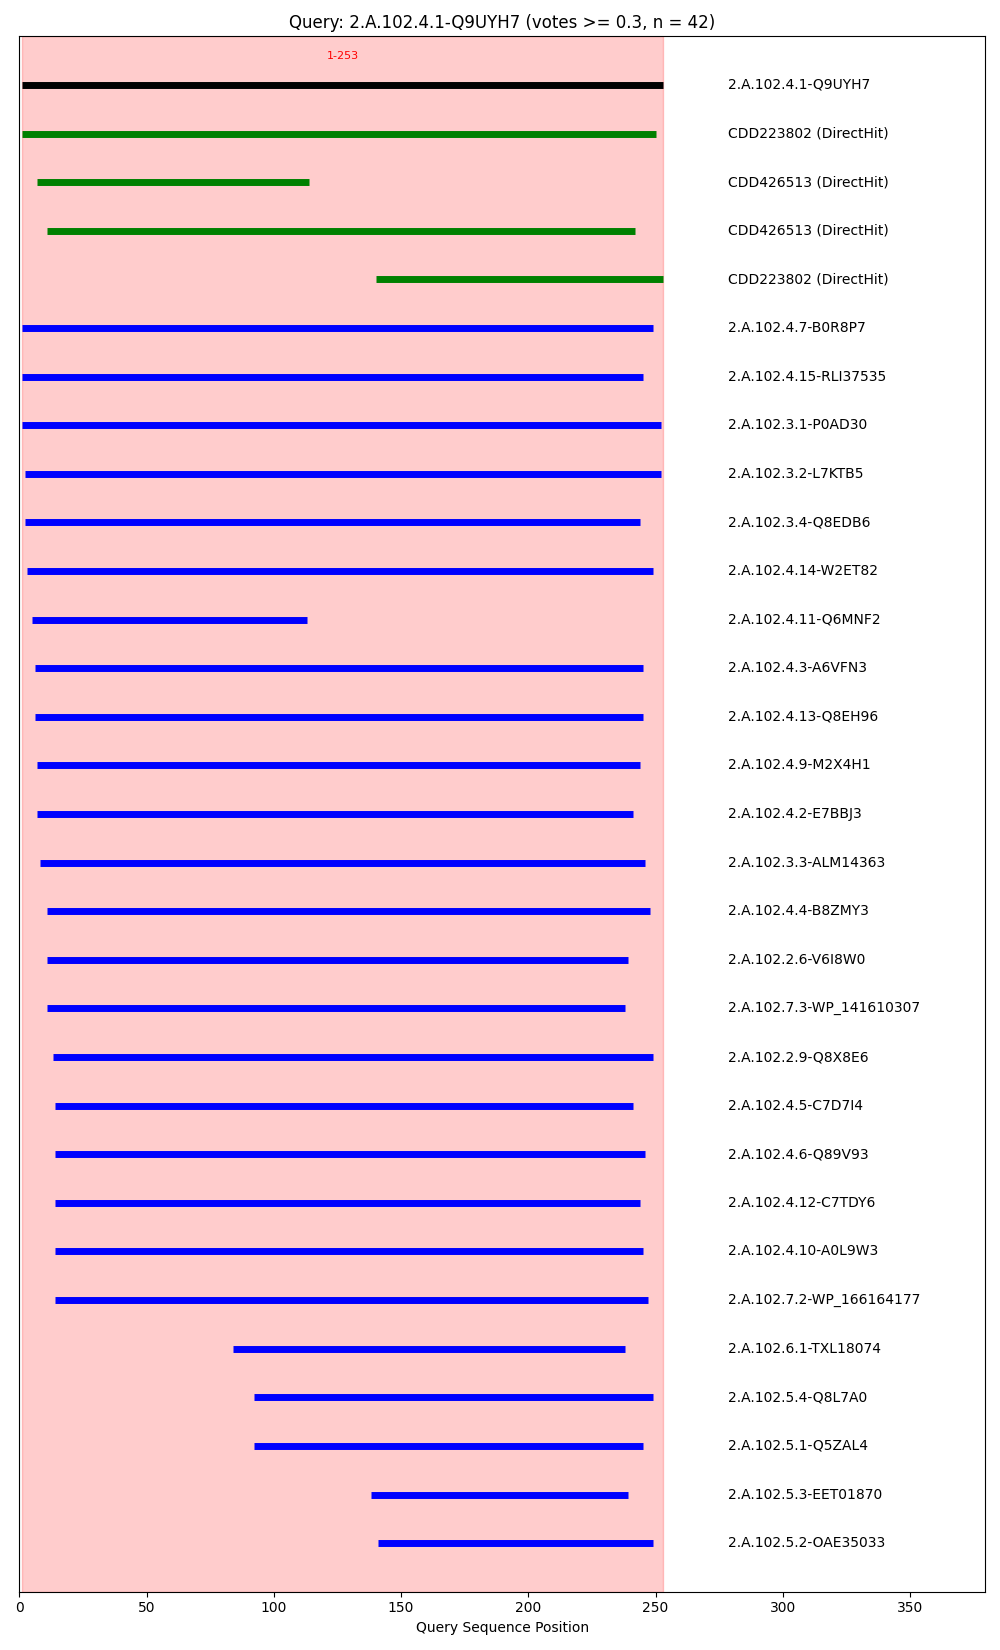 Query: 2.A.102.4.1-Q9UYH7 (votes >= 0.3, n = 42)
1-253
2.A.102.4.1-Q9UYH7
CDD223802 (DirectHit)
CDD426513 (DirectHit)
CDD426513 (DirectHit)
CDD223802 (DirectHit)
2.A.102.4.7-B0R8P7
2.A.102.4.15-RLI37535
2.A.102.3.1-P0AD30
2.A.102.3.2-L7KTB5
2.A.102.3.4-Q8EDB6
2.A.102.4.14-W2ET82
2.A.102.4.11-Q6MNF2
2.A.102.4.3-A6VFN3
2.A.102.4.13-Q8EH96
2.A.102.4.9-M2X4H1
2.A.102.4.2-E7BBJ3
2.A.102.3.3-ALM14363
2.A.102.4.4-B8ZMY3
2.A.102.2.6-V6I8W0
2.A.102.7.3-WP_141610307
2.A.102.2.9-Q8X8E6
2.A.102.4.5-C7D7I4
2.A.102.4.6-Q89V93
2.A.102.4.12-C7TDY6
2.A.102.4.10-A0L9W3
2.A.102.7.2-WP_166164177
2.A.102.6.1-TXL18074
2.A.102.5.4-Q8L7A0
2.A.102.5.1-Q5ZAL4
2.A.102.5.3-EET01870
2.A.102.5.2-OAE35033
0 50 100 150 200 250 300 350
Query Sequence Position